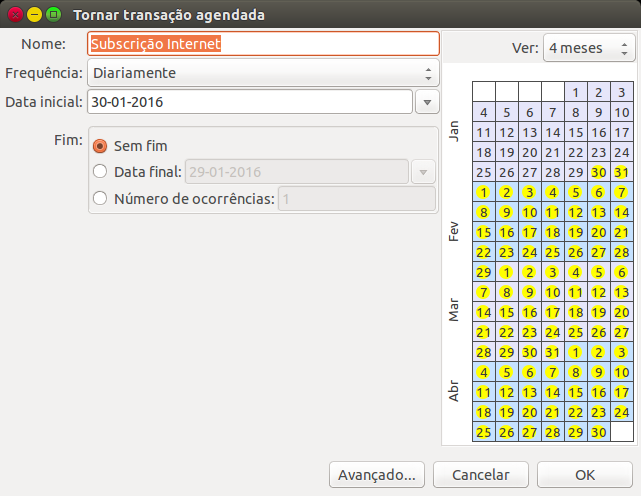 Tornar transação agendada
Nome: Subscrição Internet
Frequência: Diariamente
Data inicial: 30-01-2016
Fim: Sem fim
Data final: 29-01-2016
Número de ocorrências: 1
Ver: 4 meses
Jan
1 2 3
4 5 6 7 8 9 10
11 12 13 14 15 16 17
18 19 20 21 22 23 24
25 26 27 28 29 30 31
Fev
1 2 3 4 5 6 7
8 9 10 11 12 13 14
15 16 17 18 19 20 21
22 23 24 25 26 27 28
29 1 2 3 4 5 6
Mar
7 8 9 10 11 12 13
14 15 16 17 18 19 20
21 22 23 24 25 26 27
28 29 30 31 1 2 3
Abr
4 5 6 7 8 9 10
11 12 13 14 15 16 17
18 19 20 21 22 23 24
25 26 27 28 29 30
Avançado... Cancelar OK